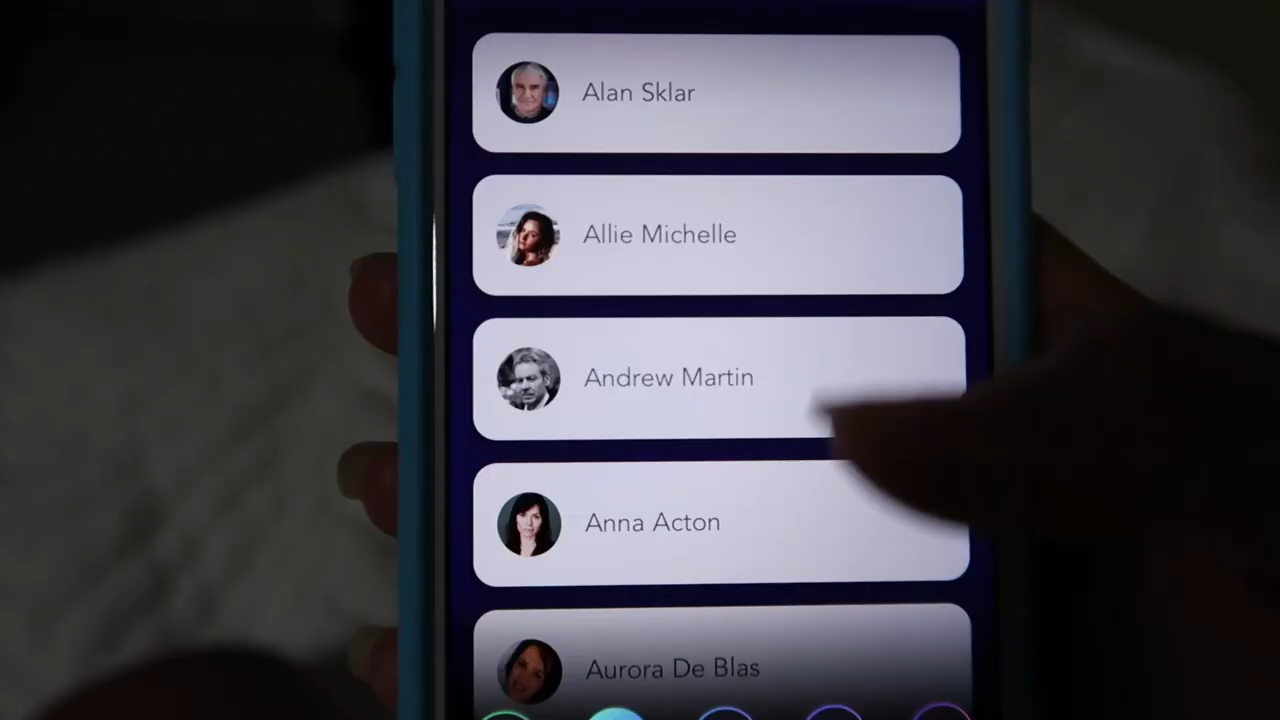 Alan Sklar
Allie Michelle
Andrew Martin
Anna Acton
Aurora De Blas